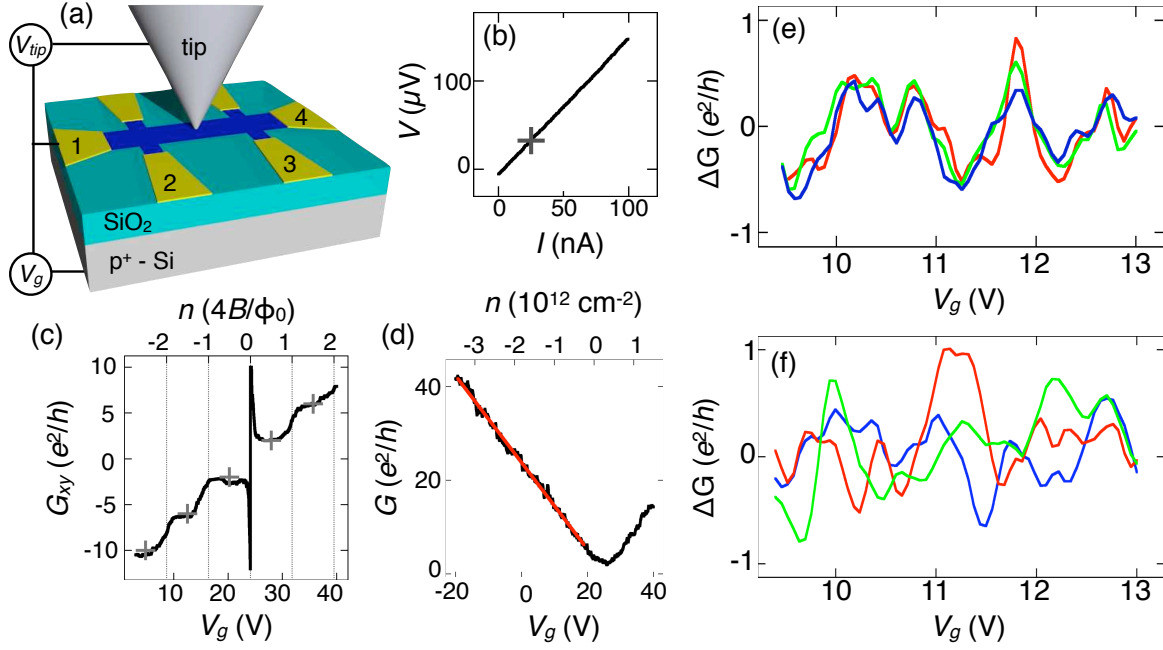 (a)
V_tip
tip
1
2
3
4
SiO₂
p⁺ - Si
V_g
(b)
V (µV)
100
0
0 50 100
I (nA)
(c)
n (4B/ϕ₀)
-2 -1 0 1 2
G_xy (e²/h)
10
5
0
-5
-10
10 20 30 40
V_g (V)
(d)
n (10¹² cm⁻²)
-3 -2 -1 0 1
G (e²/h)
40
20
0
-20 0 20 40
V_g (V)
(e)
ΔG (e²/h)
1
0
-1
10 11 12 13
V_g (V)
(f)
ΔG (e²/h)
1
0
-1
10 11 12 13
V_g (V)